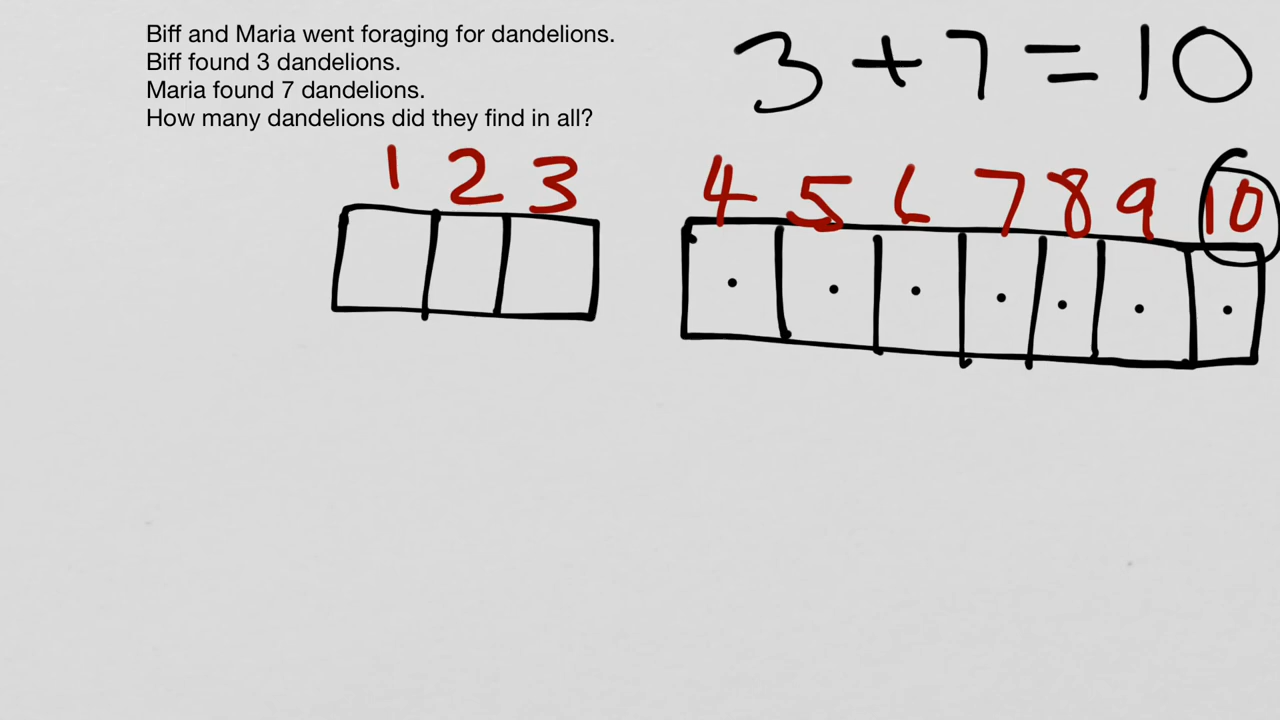 Biff and Maria went foraging for dandelions.
Biff found 3 dandelions.
Maria found 7 dandelions.
How many dandelions did they find in all?
3 + 7 = 10
1 2 3 4 5 6 7 8 9 10